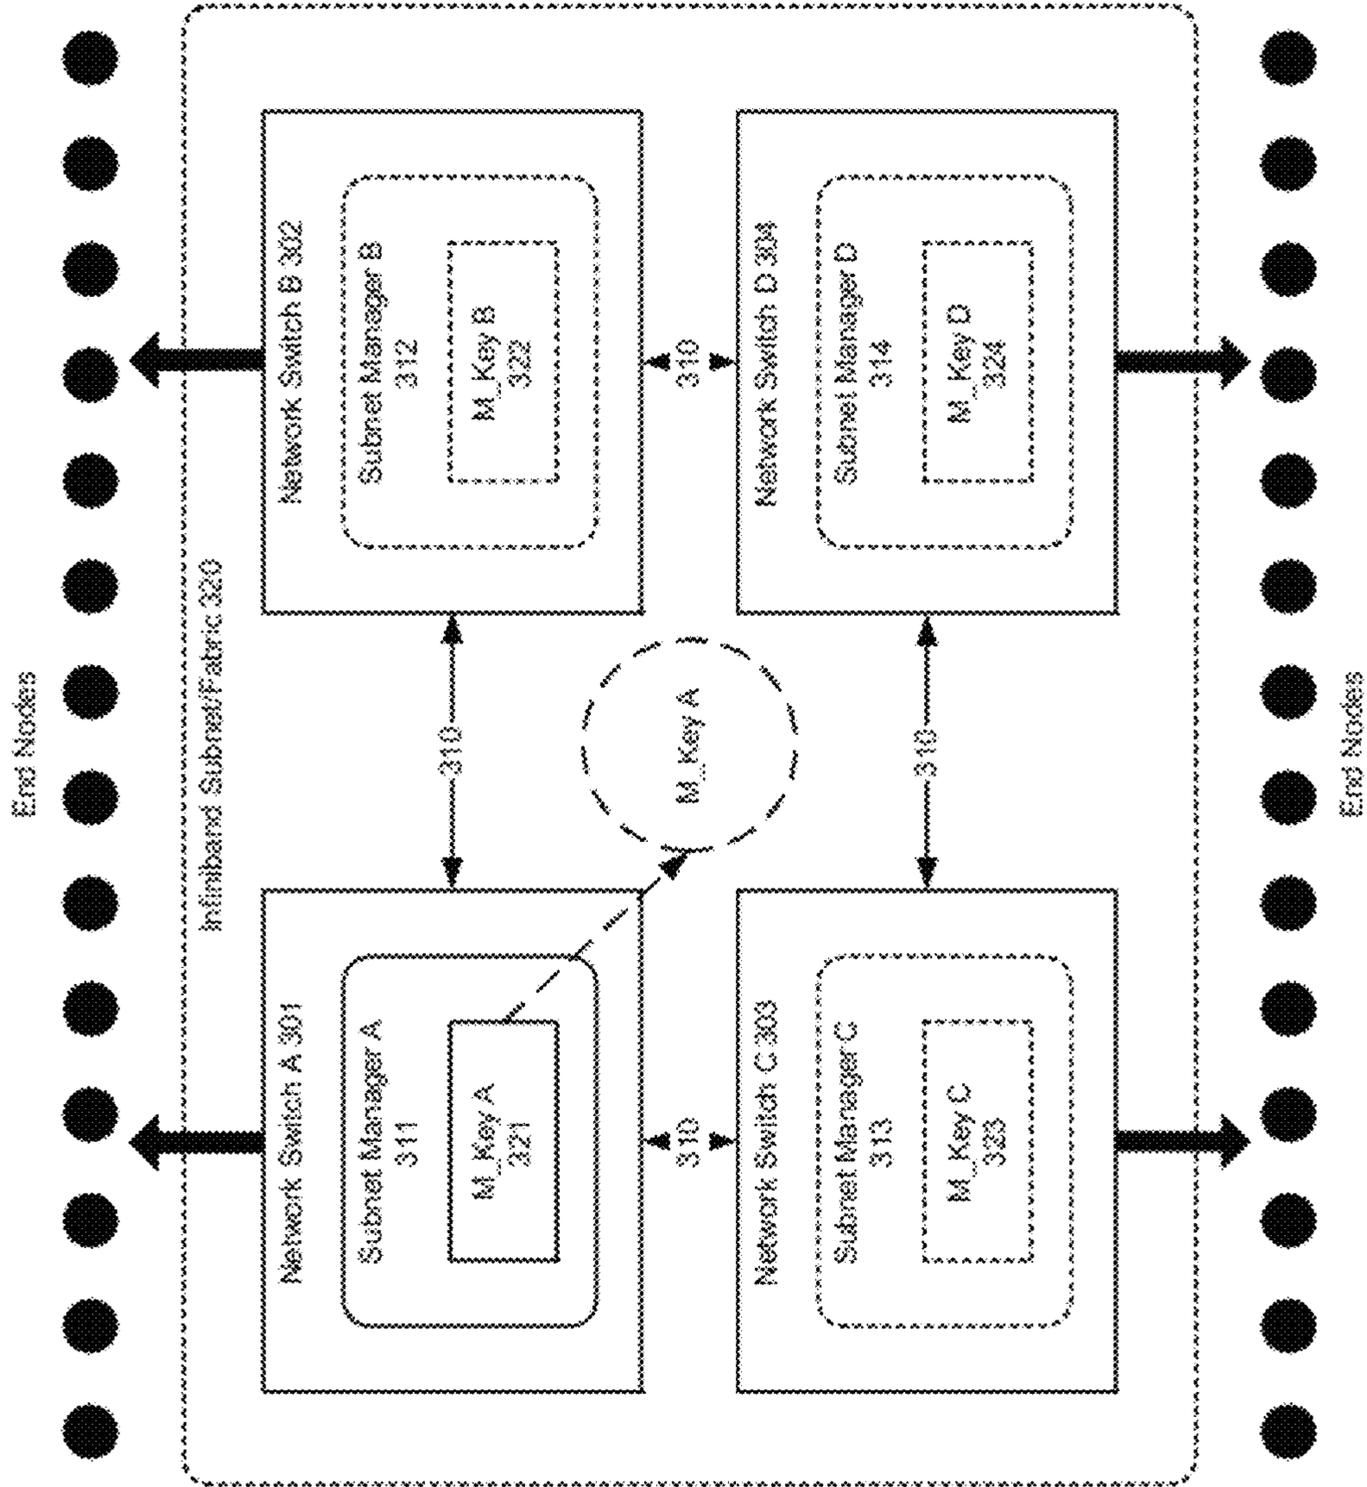 End Nodes
Infiniband Subnet/Fabric 320
Network Switch A 301
Subnet Manager A
311
M_Key A
321
310
Network Switch B 302
Subnet Manager B
312
M_Key B
322
310
M_Key A
310
Network Switch C 303
Subnet Manager C
313
M_Key C
323
310
Network Switch D 304
Subnet Manager D
314
M_Key D
324
End Nodes